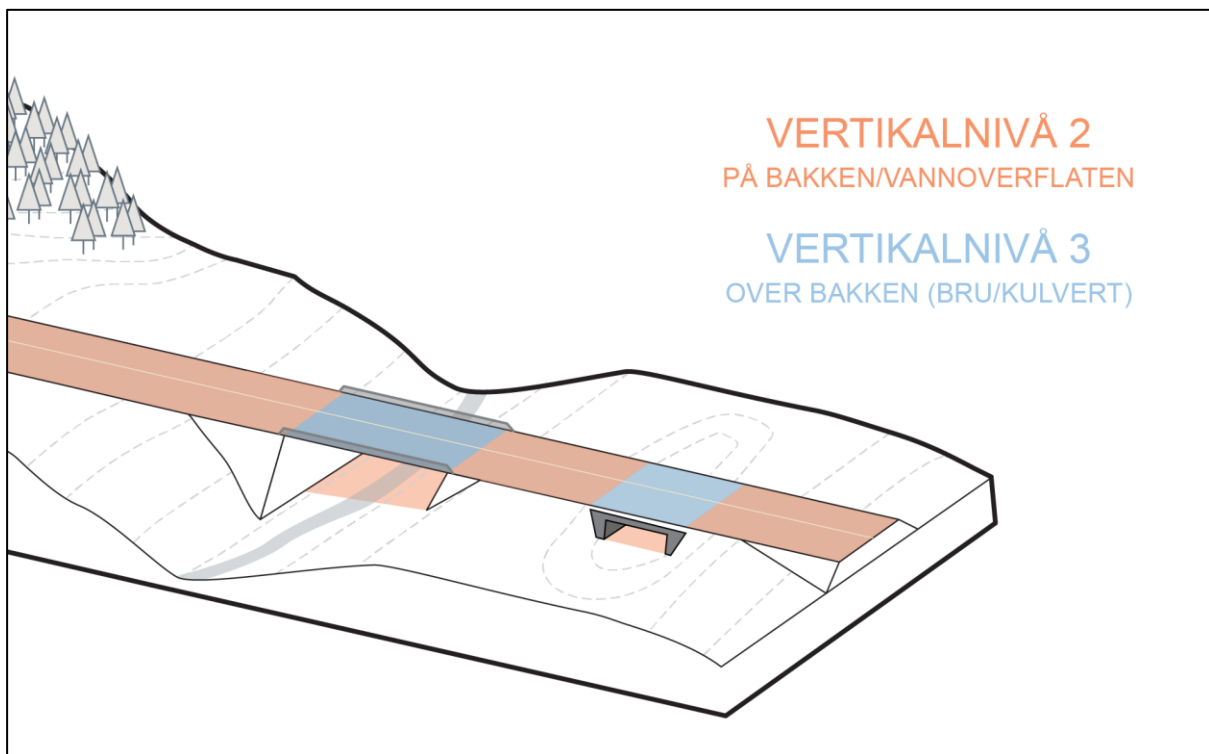 VERTIKALNIVÅ 2
PÅ BAKKEN/VANNOVERFLATEN
VERTIKALNIVÅ 3
OVER BAKKEN (BRU/KULVERT)